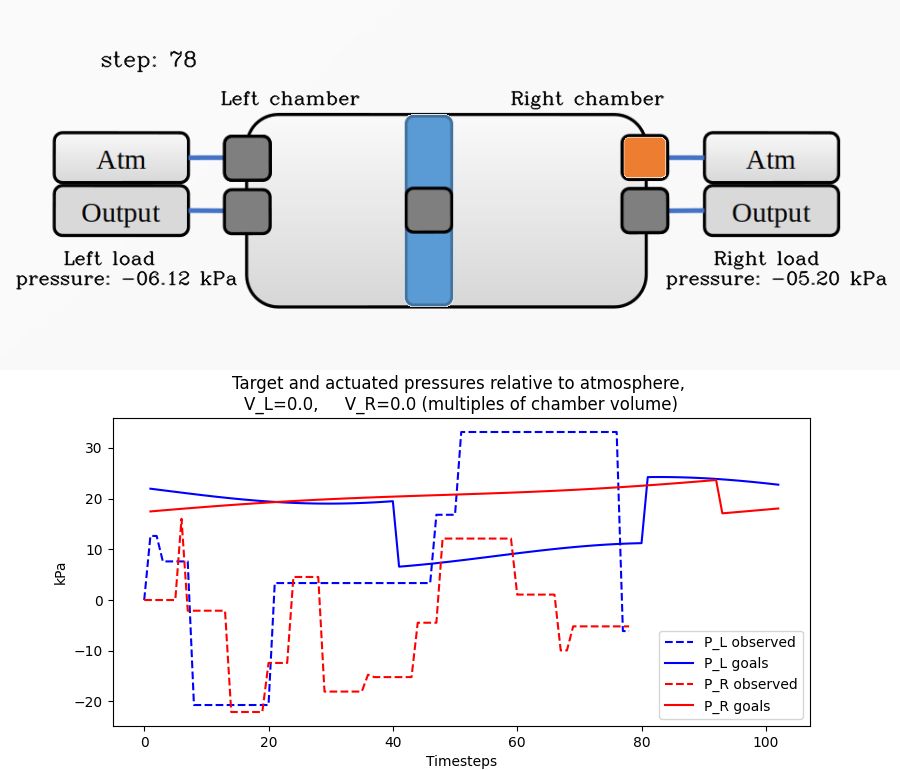 step: 78
Left chamber
Right chamber
Atm
Atm
Output
Output
Left load
pressure: -06.12 kPa
Right load
pressure: -05.20 kPa
Target and actuated pressures relative to atmosphere,
V_L=0.0, V_R=0.0 (multiples of chamber volume)
30
20
10
0
−10
−20
kPa
P_L observed
P_L goals
P_R observed
P_R goals
0 20 40 60 80 100
Timesteps